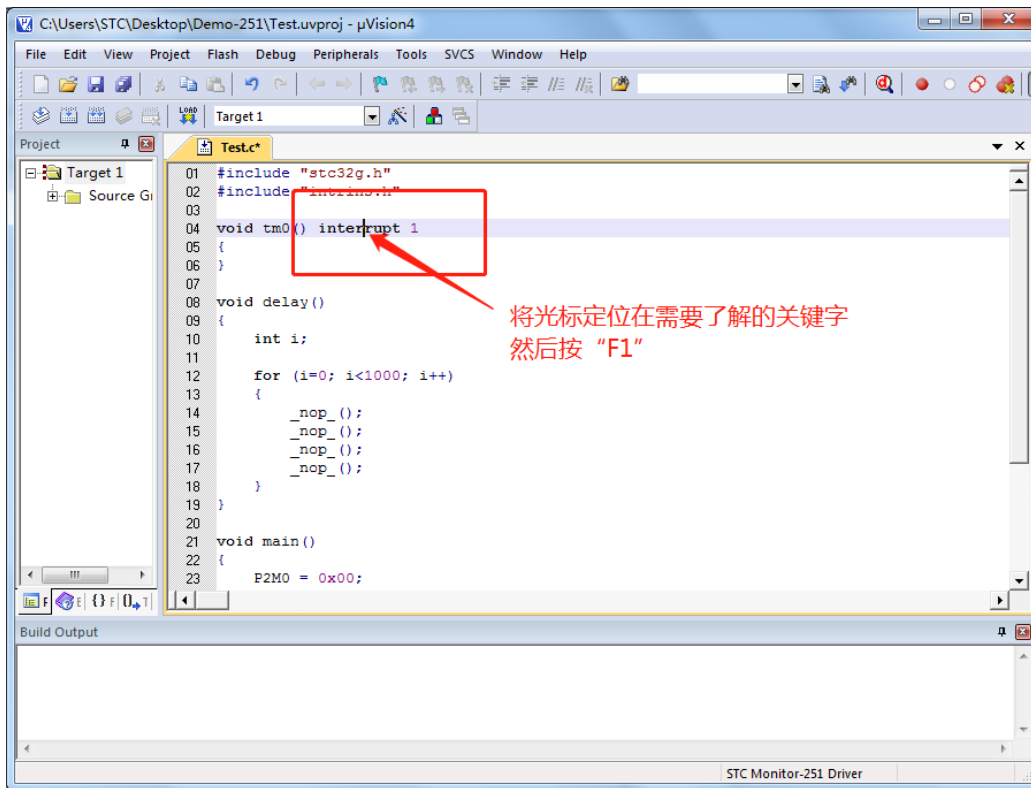 C:\Users\STC\Desktop\Demo-251\Test.uvproj - µVision4
File Edit View Project Flash Debug Peripherals Tools SVCS Window Help
LOAD Target 1
Project
Test.c*
Target 1
Source G
01 #include "stc32g.h"
02 #include "intrins.h"
03
04 void tm0() interrupt 1
05 {
06 }
07
08 void delay()
09 {
10 int i;
11
12 for (i=0; i<1000; i++)
13 {
14 _nop_();
15 _nop_();
16 _nop_();
17 _nop_();
18 }
19 }
20
21 void main()
22 {
23 P2M0 = 0x00;
将光标定位在需要了解的关键字
然后按“F1”
F E {} F 0 T
Build Output
STC Monitor-251 Driver